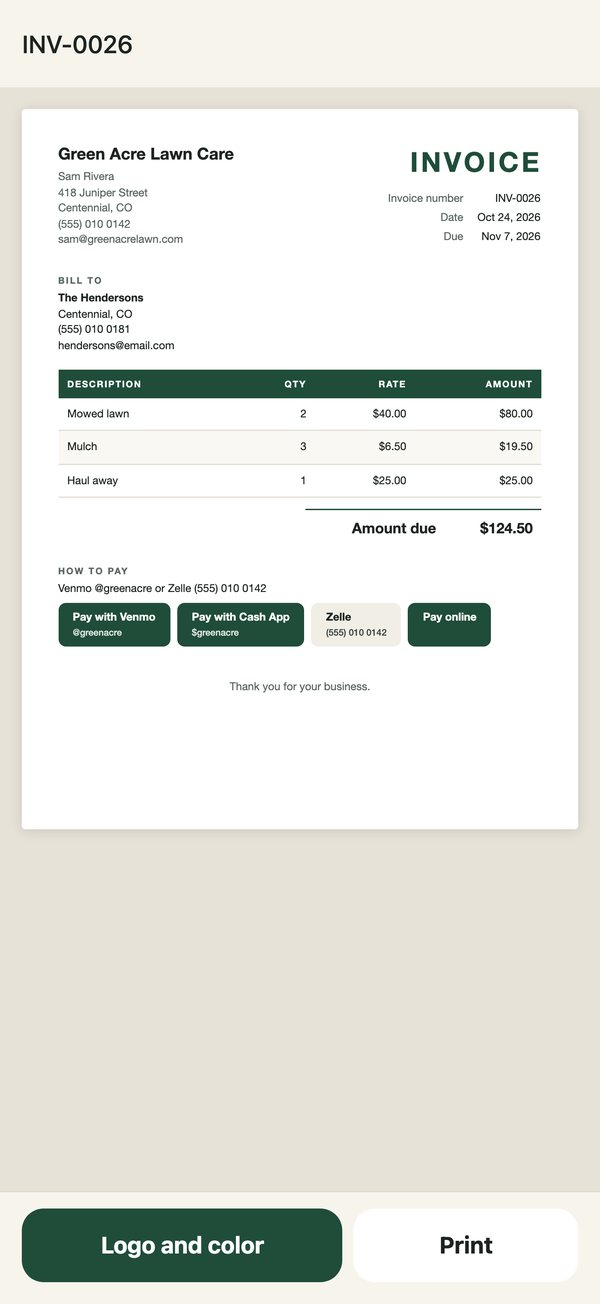 INV-0026
Green Acre Lawn Care
Sam Rivera
418 Juniper Street
Centennial, CO
(555) 010 0142
sam@greenacrelawn.com
INVOICE
Invoice number INV-0026
Date Oct 24, 2026
Due Nov 7, 2026
BILL TO
The Hendersons
Centennial, CO
(555) 010 0181
hendersons@email.com
DESCRIPTION QTY RATE AMOUNT
Mowed lawn 2 $40.00 $80.00
Mulch 3 $6.50 $19.50
Haul away 1 $25.00 $25.00
Amount due $124.50
HOW TO PAY
Venmo @greenacre or Zelle (555) 010 0142
Pay with Venmo
@greenacre
Pay with Cash App
$greenacre
Zelle
(555) 010 0142
Pay online
Thank you for your business.
Logo and color
Print